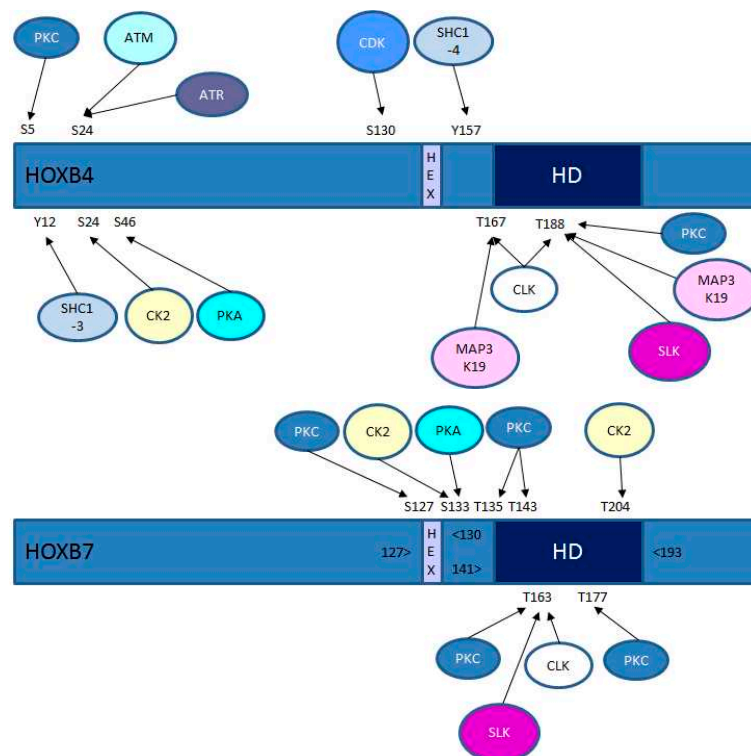 PKC
ATM
ATR
CDK
SHC1
-4
S5
S24
S130
Y157
HOXB4
H
E
X
HD
Y12
S24
S46
T167
T188
SHC1
-3
CK2
PKA
CLK
MAP3
K19
PKC
MAP3
K19
SLK
PKC
CK2
PKA
PKC
CK2
S127
S133
T135
T143
T204
HOXB7
127>
H
E
X
<130
141>
HD
<193
T163
T177
PKC
CLK
PKC
SLK